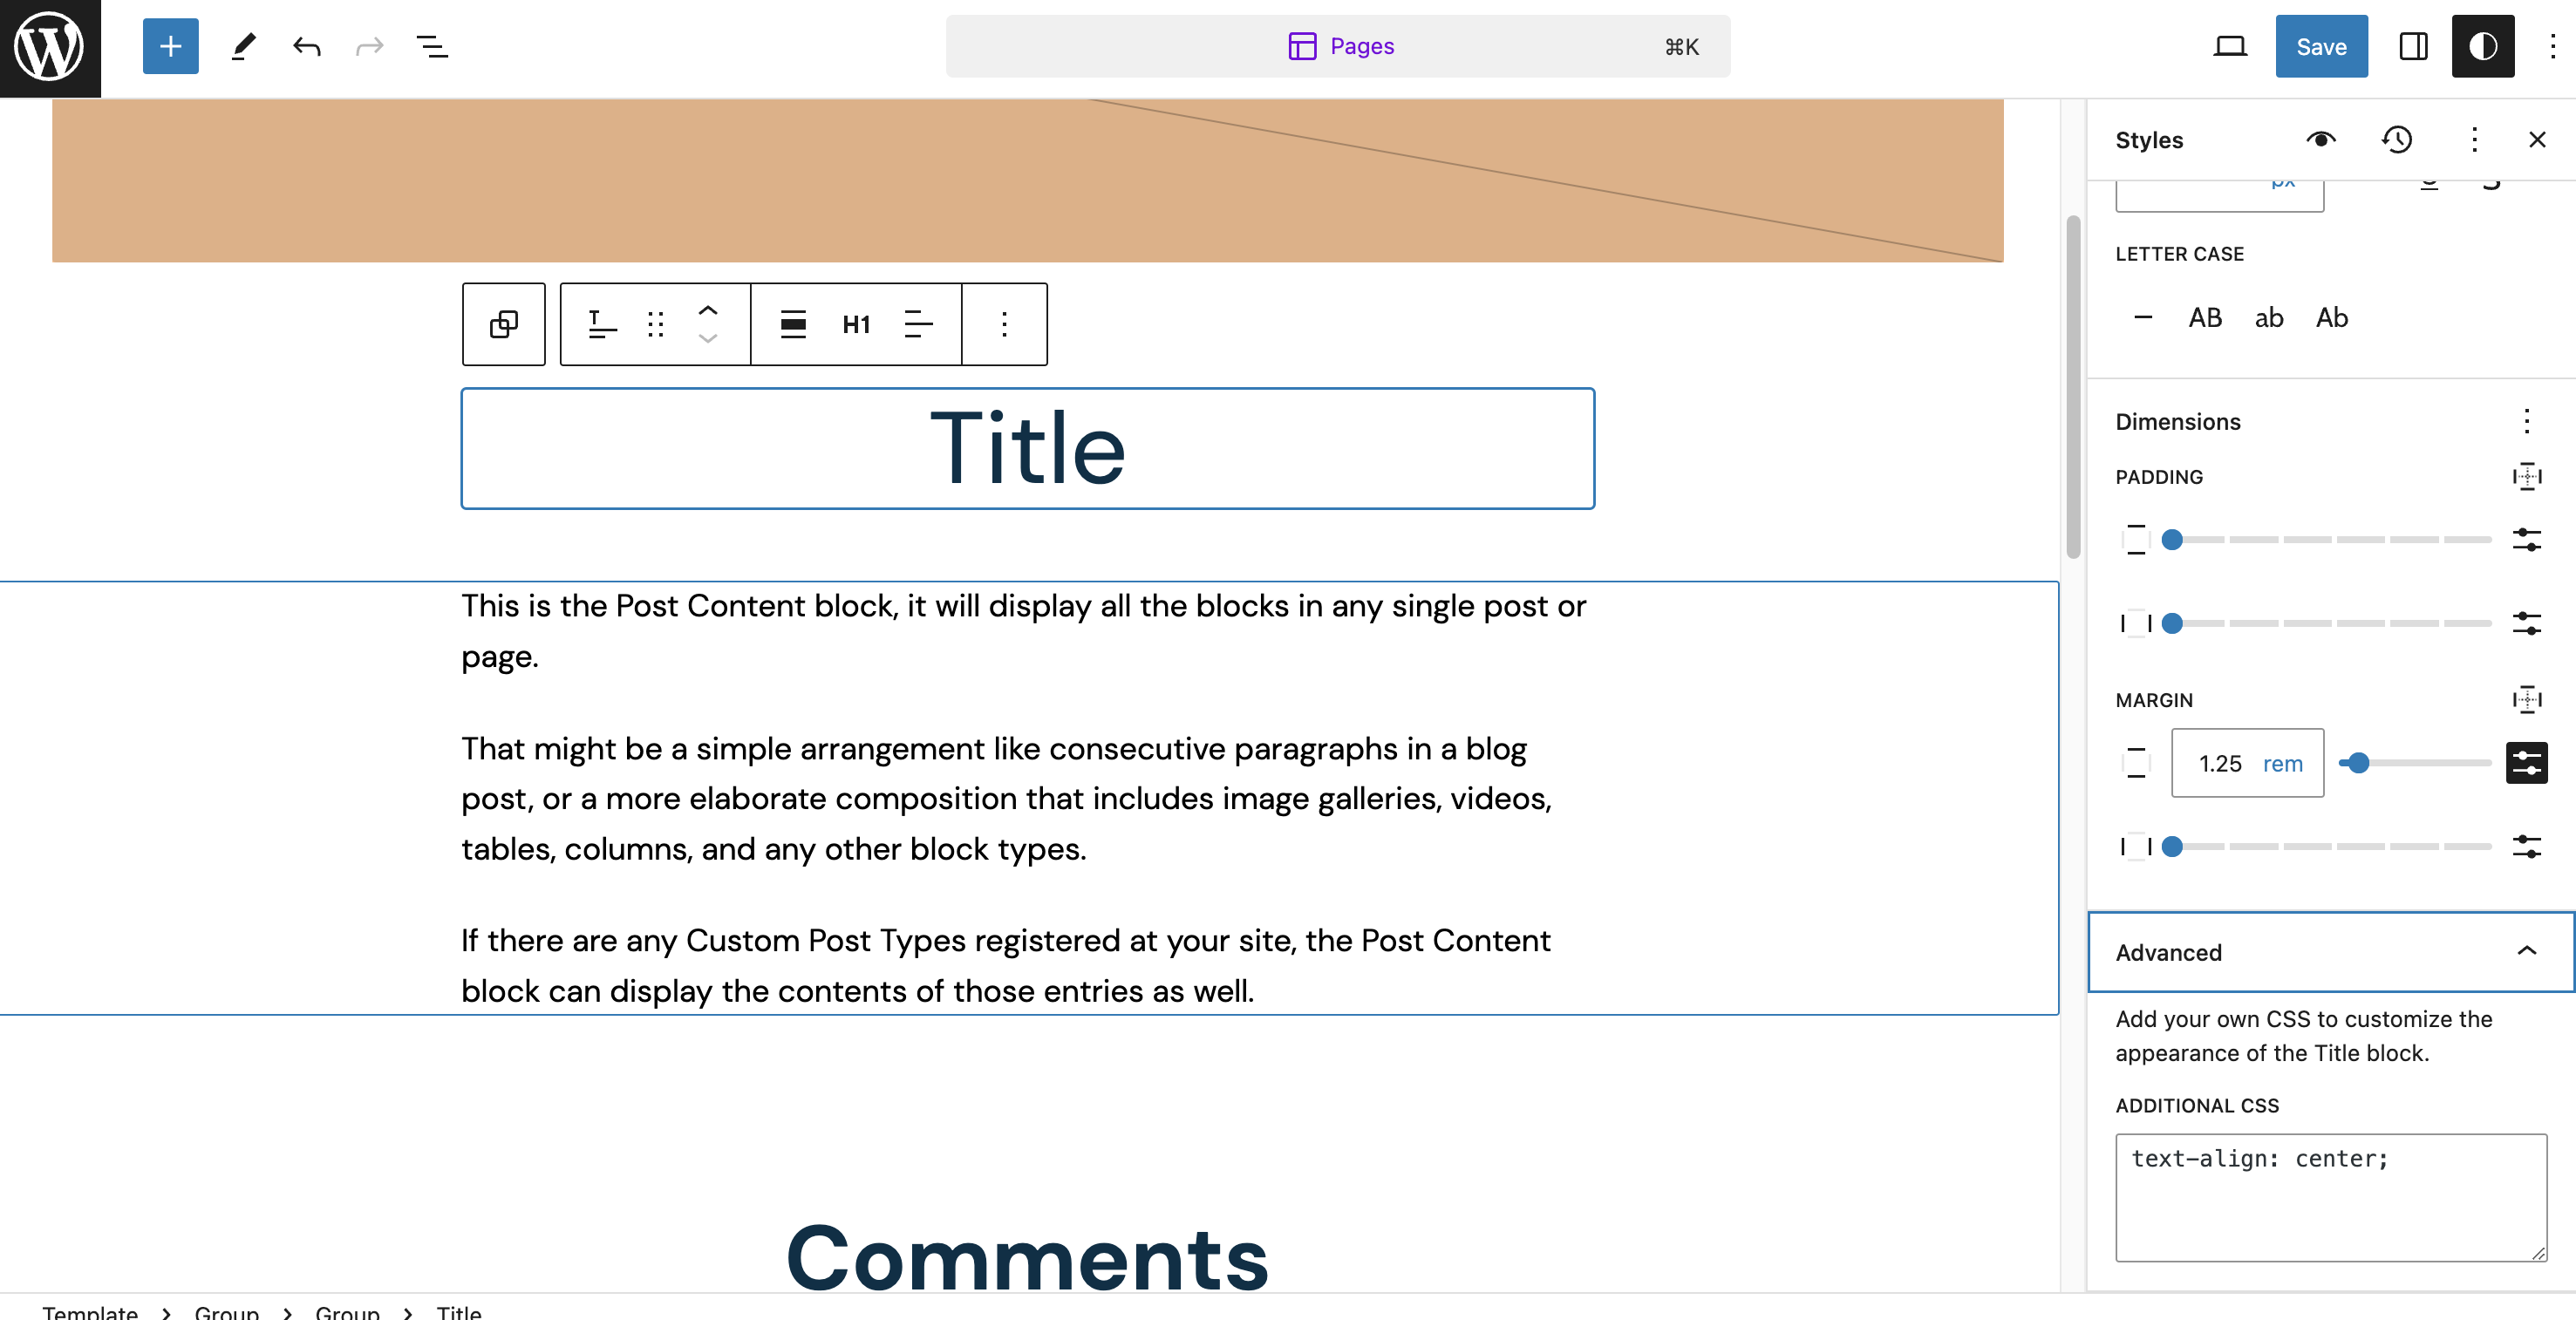 Pages ⌘K
Save
Styles
px
LETTER CASE
– AB ab Ab
H1
Dimensions
PADDING
Title
This is the Post Content block, it will display all the blocks in any single post or
page.
MARGIN
1.25 rem
That might be a simple arrangement like consecutive paragraphs in a blog
post, or a more elaborate composition that includes image galleries, videos,
tables, columns, and any other block types.
If there are any Custom Post Types registered at your site, the Post Content
block can display the contents of those entries as well.
Advanced
Add your own CSS to customize the
appearance of the Title block.
ADDITIONAL CSS
text-align: center;
Comments
Template > Group > Group > Title